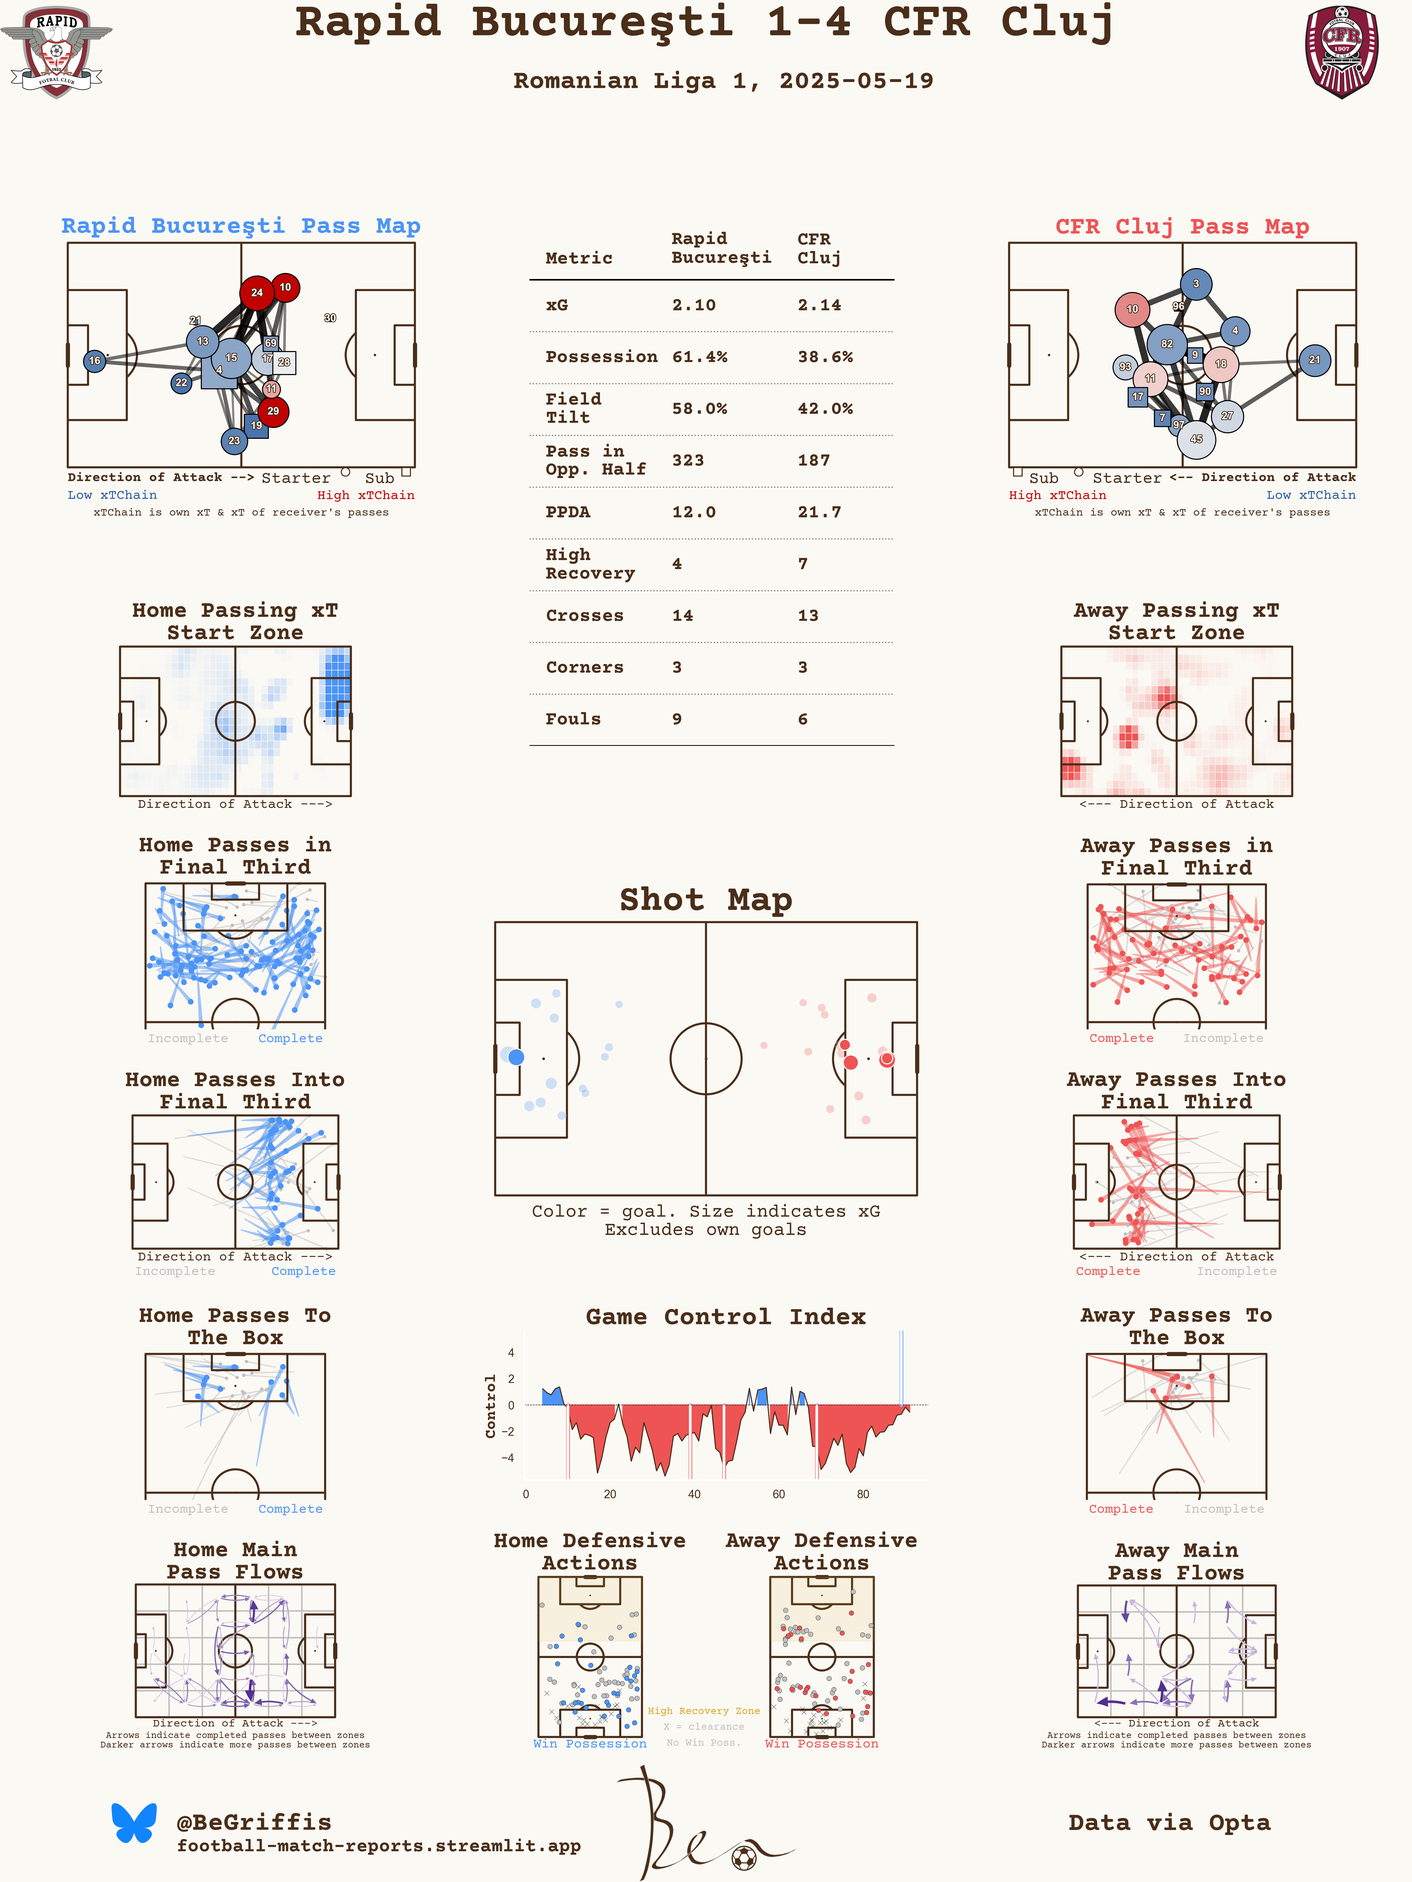 Rapid Bucureşti 1-4 CFR Cluj
Romanian Liga 1, 2025-05-19
RAPID
1923
FOTBAL CLUB
FOTBAL CLUB
CFR
1907
CLUJ
Rapid Bucureşti Pass Map
24
10
21
30
13
69
15
17
28
16
4
22
11
29
19
23
Direction of Attack --> Starter Sub
Low xTChain High xTChain
xTChain is own xT & xT of receiver's passes
Metric Rapid Bucureşti CFR Cluj
xG 2.10 2.14
Possession 61.4% 38.6%
Field Tilt 58.0% 42.0%
Pass in Opp. Half 323 187
PPDA 12.0 21.7
High Recovery 4 7
Crosses 14 13
Corners 3 3
Fouls 9 6
CFR Cluj Pass Map
3
96
10
4
82
9
21
93
18
11
90
17
7
27
97
45
Sub Starter <-- Direction of Attack
High xTChain Low xTChain
xTChain is own xT & xT of receiver's passes
Home Passing xT
Start Zone
Direction of Attack --->
Away Passing xT
Start Zone
<--- Direction of Attack
Home Passes in
Final Third
Incomplete Complete
Away Passes in
Final Third
Complete Incomplete
Shot Map
Color = goal. Size indicates xG
Excludes own goals
Home Passes Into
Final Third
Direction of Attack --->
Incomplete Complete
Away Passes Into
Final Third
<--- Direction of Attack
Complete Incomplete
Home Passes To
The Box
Incomplete Complete
Game Control Index
Control
4
2
0
−2
−4
0 20 40 60 80
Away Passes To
The Box
Complete Incomplete
Home Main
Pass Flows
Direction of Attack --->
Arrows indicate completed passes between zones
Darker arrows indicate more passes between zones
Home Defensive
Actions
Win Possession
High Recovery Zone
X = clearance
No Win Poss.
Away Defensive
Actions
Win Possession
Away Main
Pass Flows
<--- Direction of Attack
Arrows indicate completed passes between zones
Darker arrows indicate more passes between zones
@BeGriffis
football-match-reports.streamlit.app
Ben
Data via Opta